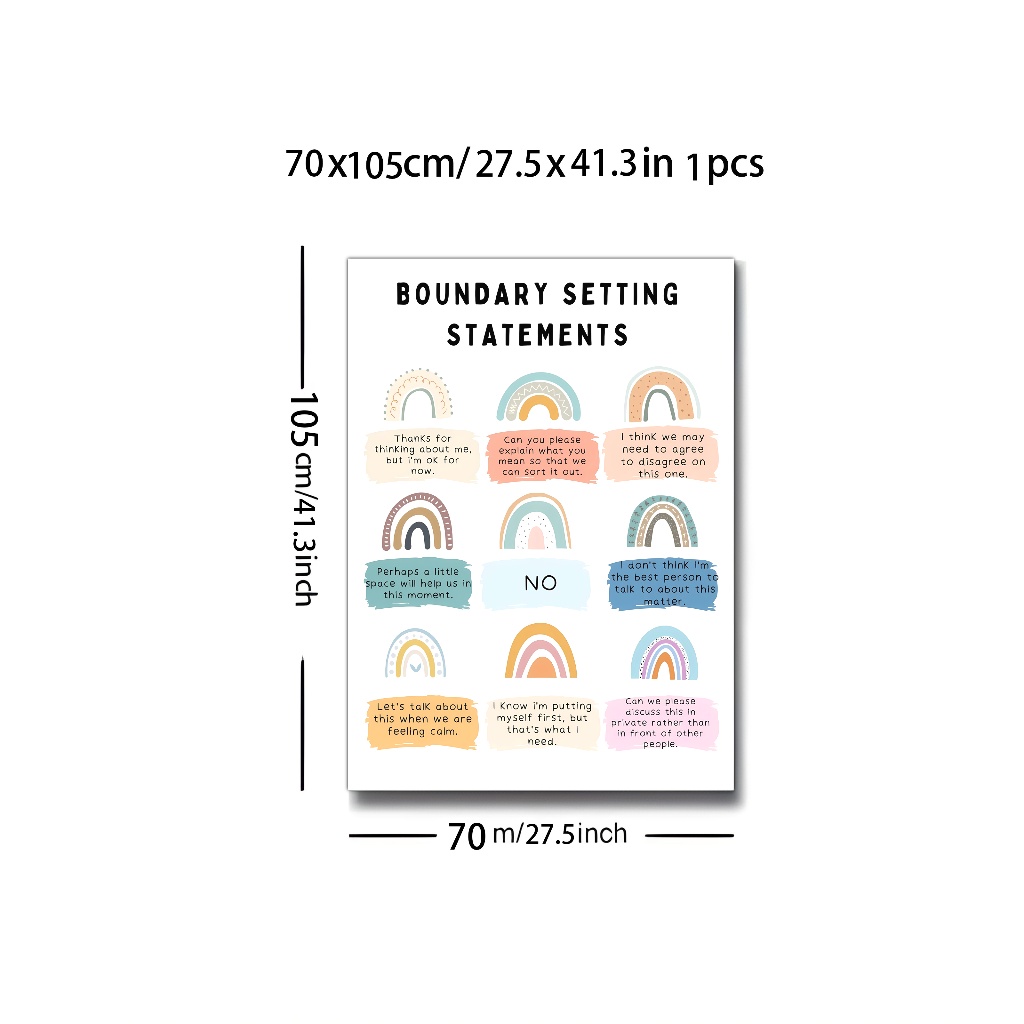 70x105cm/27.5x41.3in 1pcs
BOUNDARY SETTING
STATEMENTS
Thanks for
thinking about me,
but i'm ok for
now.
Can you please
explain what you
mean so that we
can sort it out.
I think we may
need to agree
to disagree on
this one.
Perhaps a little
space will help us in
this moment.
NO
I don't think I'm
the best person to
talk to about this
matter.
Let's talk about
this when we are
feeling calm.
I know i'm putting
myself first, but
that's what I
need.
Can we please
discuss this in
private rather than
in front of other
people.
105cm/41.3inch
70 m/27.5inch